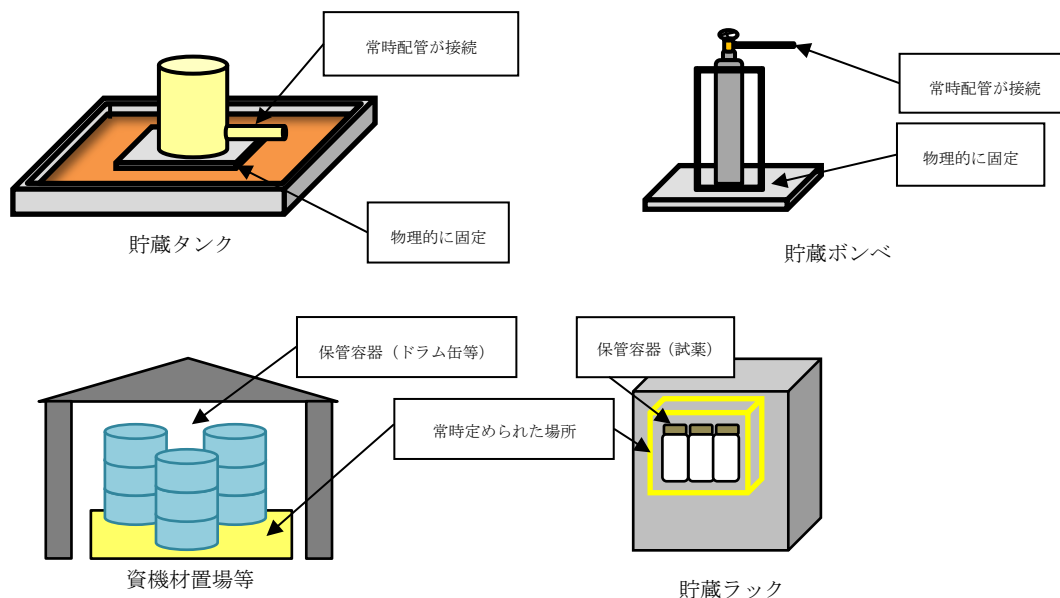 常時配管が接続
常時配管が接続
物理的に固定
物理的に固定
貯蔵タンク
貯蔵ボンベ
保管容器（ドラム缶等）
保管容器（試薬）
常時定められた場所
資機材置場等
貯蔵ラック